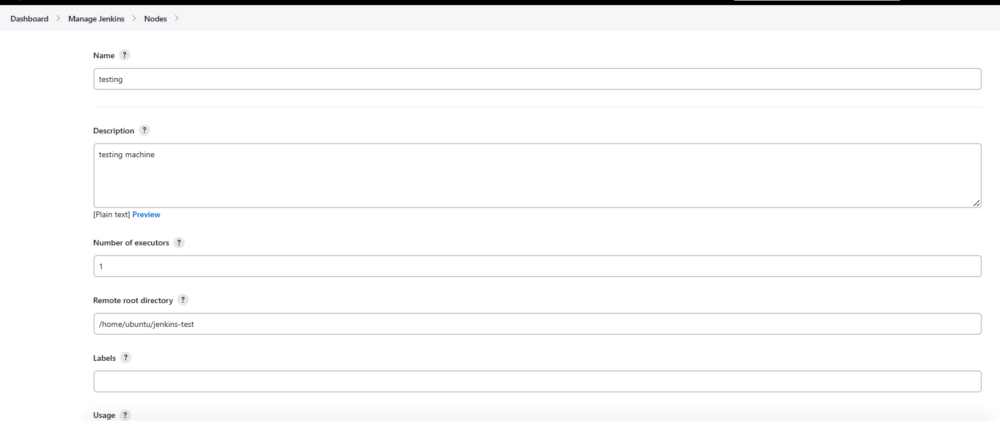 Dashboard > Manage Jenkins > Nodes >
Name ?
testing
Description ?
testing machine
[Plain text] Preview
Number of executors ?
1
Remote root directory ?
/home/ubuntu/jenkins-test
Labels ?
Usage ?